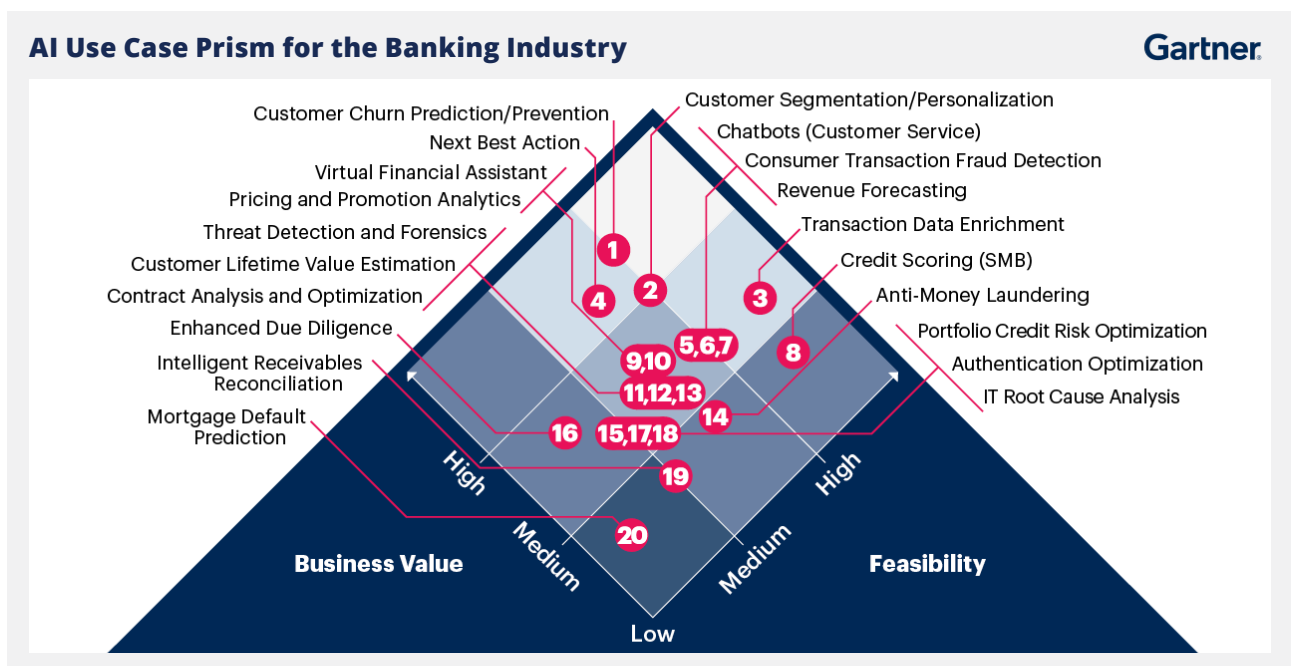 AI Use Case Prism for the Banking Industry
Gartner®
Customer Churn Prediction/Prevention
Next Best Action
Virtual Financial Assistant
Pricing and Promotion Analytics
Threat Detection and Forensics
Customer Lifetime Value Estimation
Contract Analysis and Optimization
Enhanced Due Diligence
Intelligent Receivables
Reconciliation
Mortgage Default
Prediction
Customer Segmentation/Personalization
Chatbots (Customer Service)
Consumer Transaction Fraud Detection
Revenue Forecasting
Transaction Data Enrichment
Credit Scoring (SMB)
Anti-Money Laundering
Portfolio Credit Risk Optimization
Authentication Optimization
IT Root Cause Analysis
1
2
3
4
5,6,7
8
9,10
11,12,13
14
16
15,17,18
19
20
High
Medium
High
Medium
Low
Business Value
Feasibility